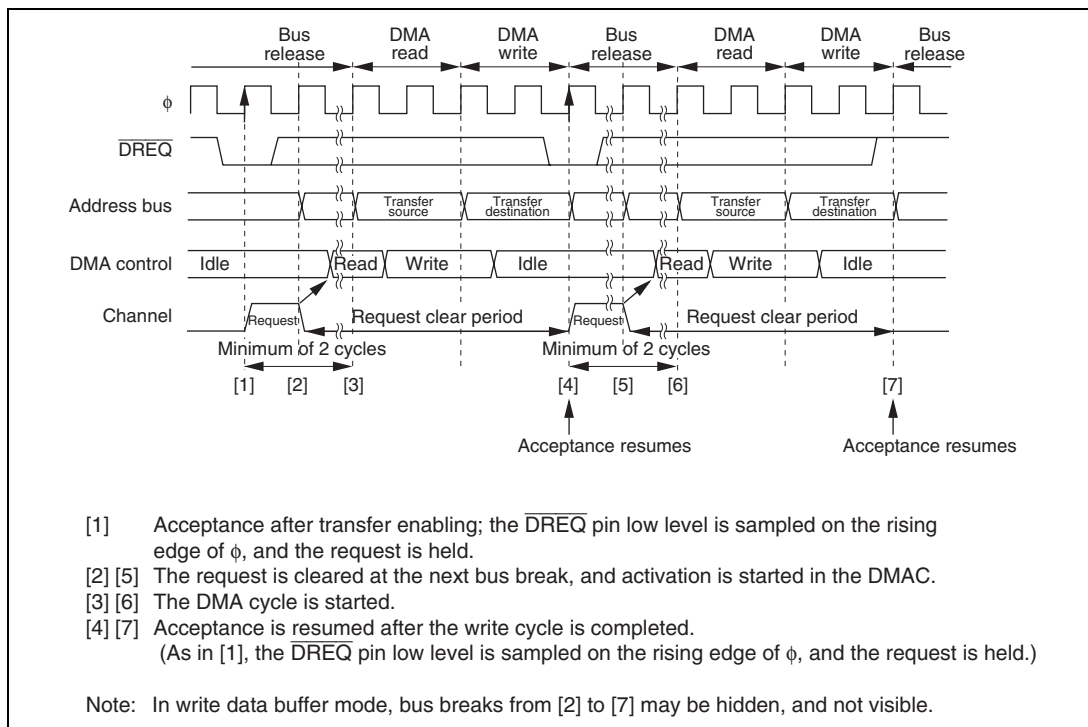 Bus release DMA read DMA write Bus release DMA read DMA write Bus release
φ
DREQ
Address bus Transfer source Transfer destination Transfer source Transfer destination
DMA control Idle Read Write Idle Read Write Idle
Channel Request Request clear period Request Request clear period
Minimum of 2 cycles Minimum of 2 cycles
[1] [2] [3] [4] [5] [6] [7]
Acceptance resumes Acceptance resumes
[1] Acceptance after transfer enabling; the DREQ pin low level is sampled on the rising
edge of φ, and the request is held.
[2] [5] The request is cleared at the next bus break, and activation is started in the DMAC.
[3] [6] The DMA cycle is started.
[4] [7] Acceptance is resumed after the write cycle is completed.
(As in [1], the DREQ pin low level is sampled on the rising edge of φ, and the request is held.)
Note: In write data buffer mode, bus breaks from [2] to [7] may be hidden, and not visible.